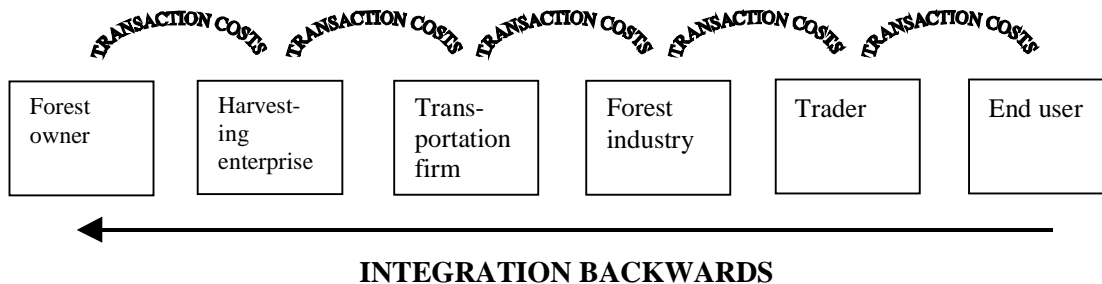 TRANSACTION COSTS TRANSACTION COSTS TRANSACTION COSTS TRANSACTION COSTS TRANSACTION COSTS
Forest
owner
Harvest-
ing
enterprise
Trans-
portation
firm
Forest
industry
Trader
End user
INTEGRATION BACKWARDS